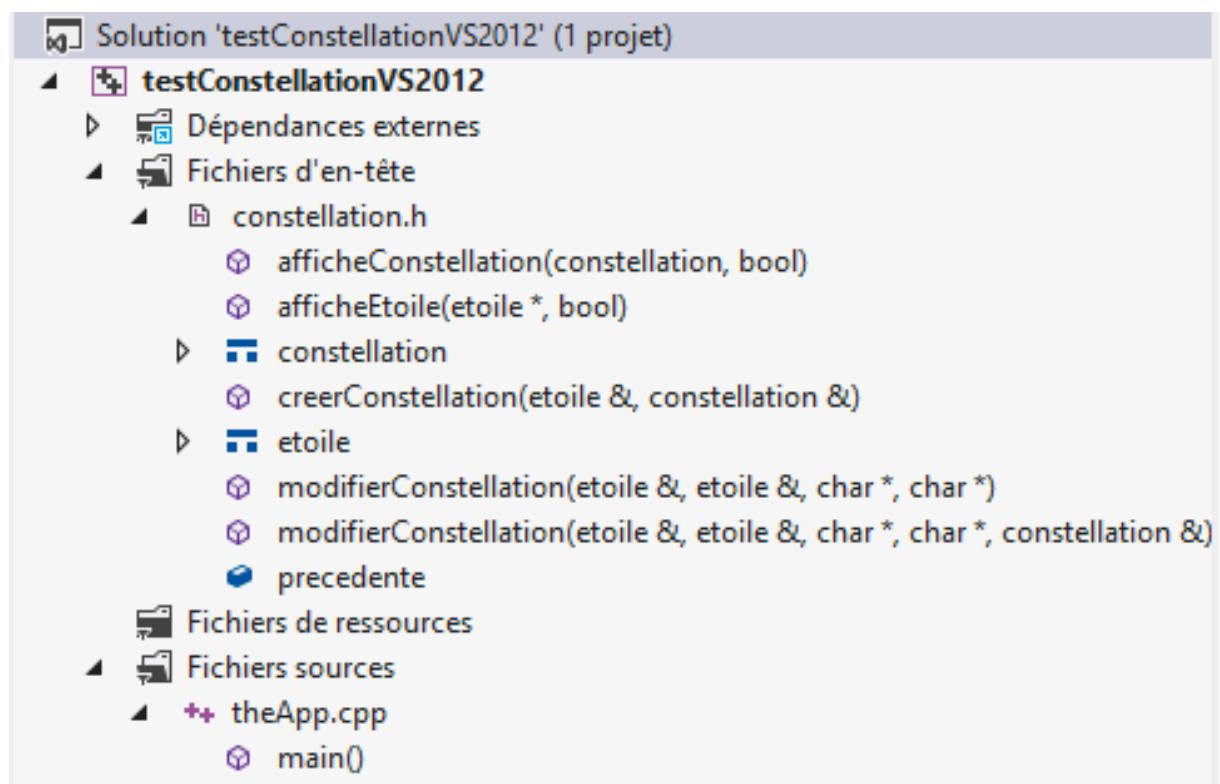 Solution 'testConstellationVS2012' (1 projet)
testConstellationVS2012
Dépendances externes
Fichiers d'en-tête
constellation.h
afficheConstellation(constellation, bool)
afficheEtoile(etoile *, bool)
constellation
creerConstellation(etoile &, constellation &)
etoile
modifierConstellation(etoile &, etoile &, char *, char *)
modifierConstellation(etoile &, etoile &, char *, char *, constellation &)
precedente
Fichiers de ressources
Fichiers sources
theApp.cpp
main()